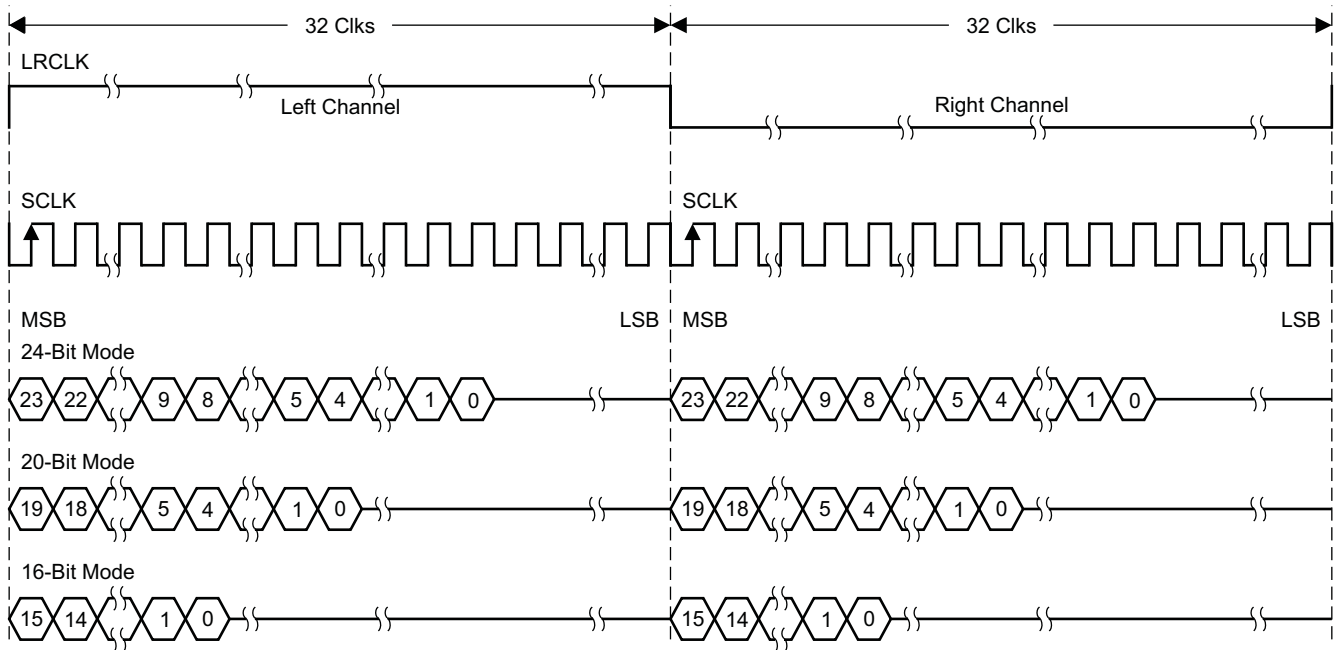 32 Clks 32 Clks
LRCLK
Left Channel Right Channel
SCLK SCLK
MSB LSB MSB LSB
24-Bit Mode
23 22 9 8 5 4 1 0 23 22 9 8 5 4 1 0
20-Bit Mode
19 18 5 4 1 0 19 18 5 4 1 0
16-Bit Mode
15 14 1 0 15 14 1 0